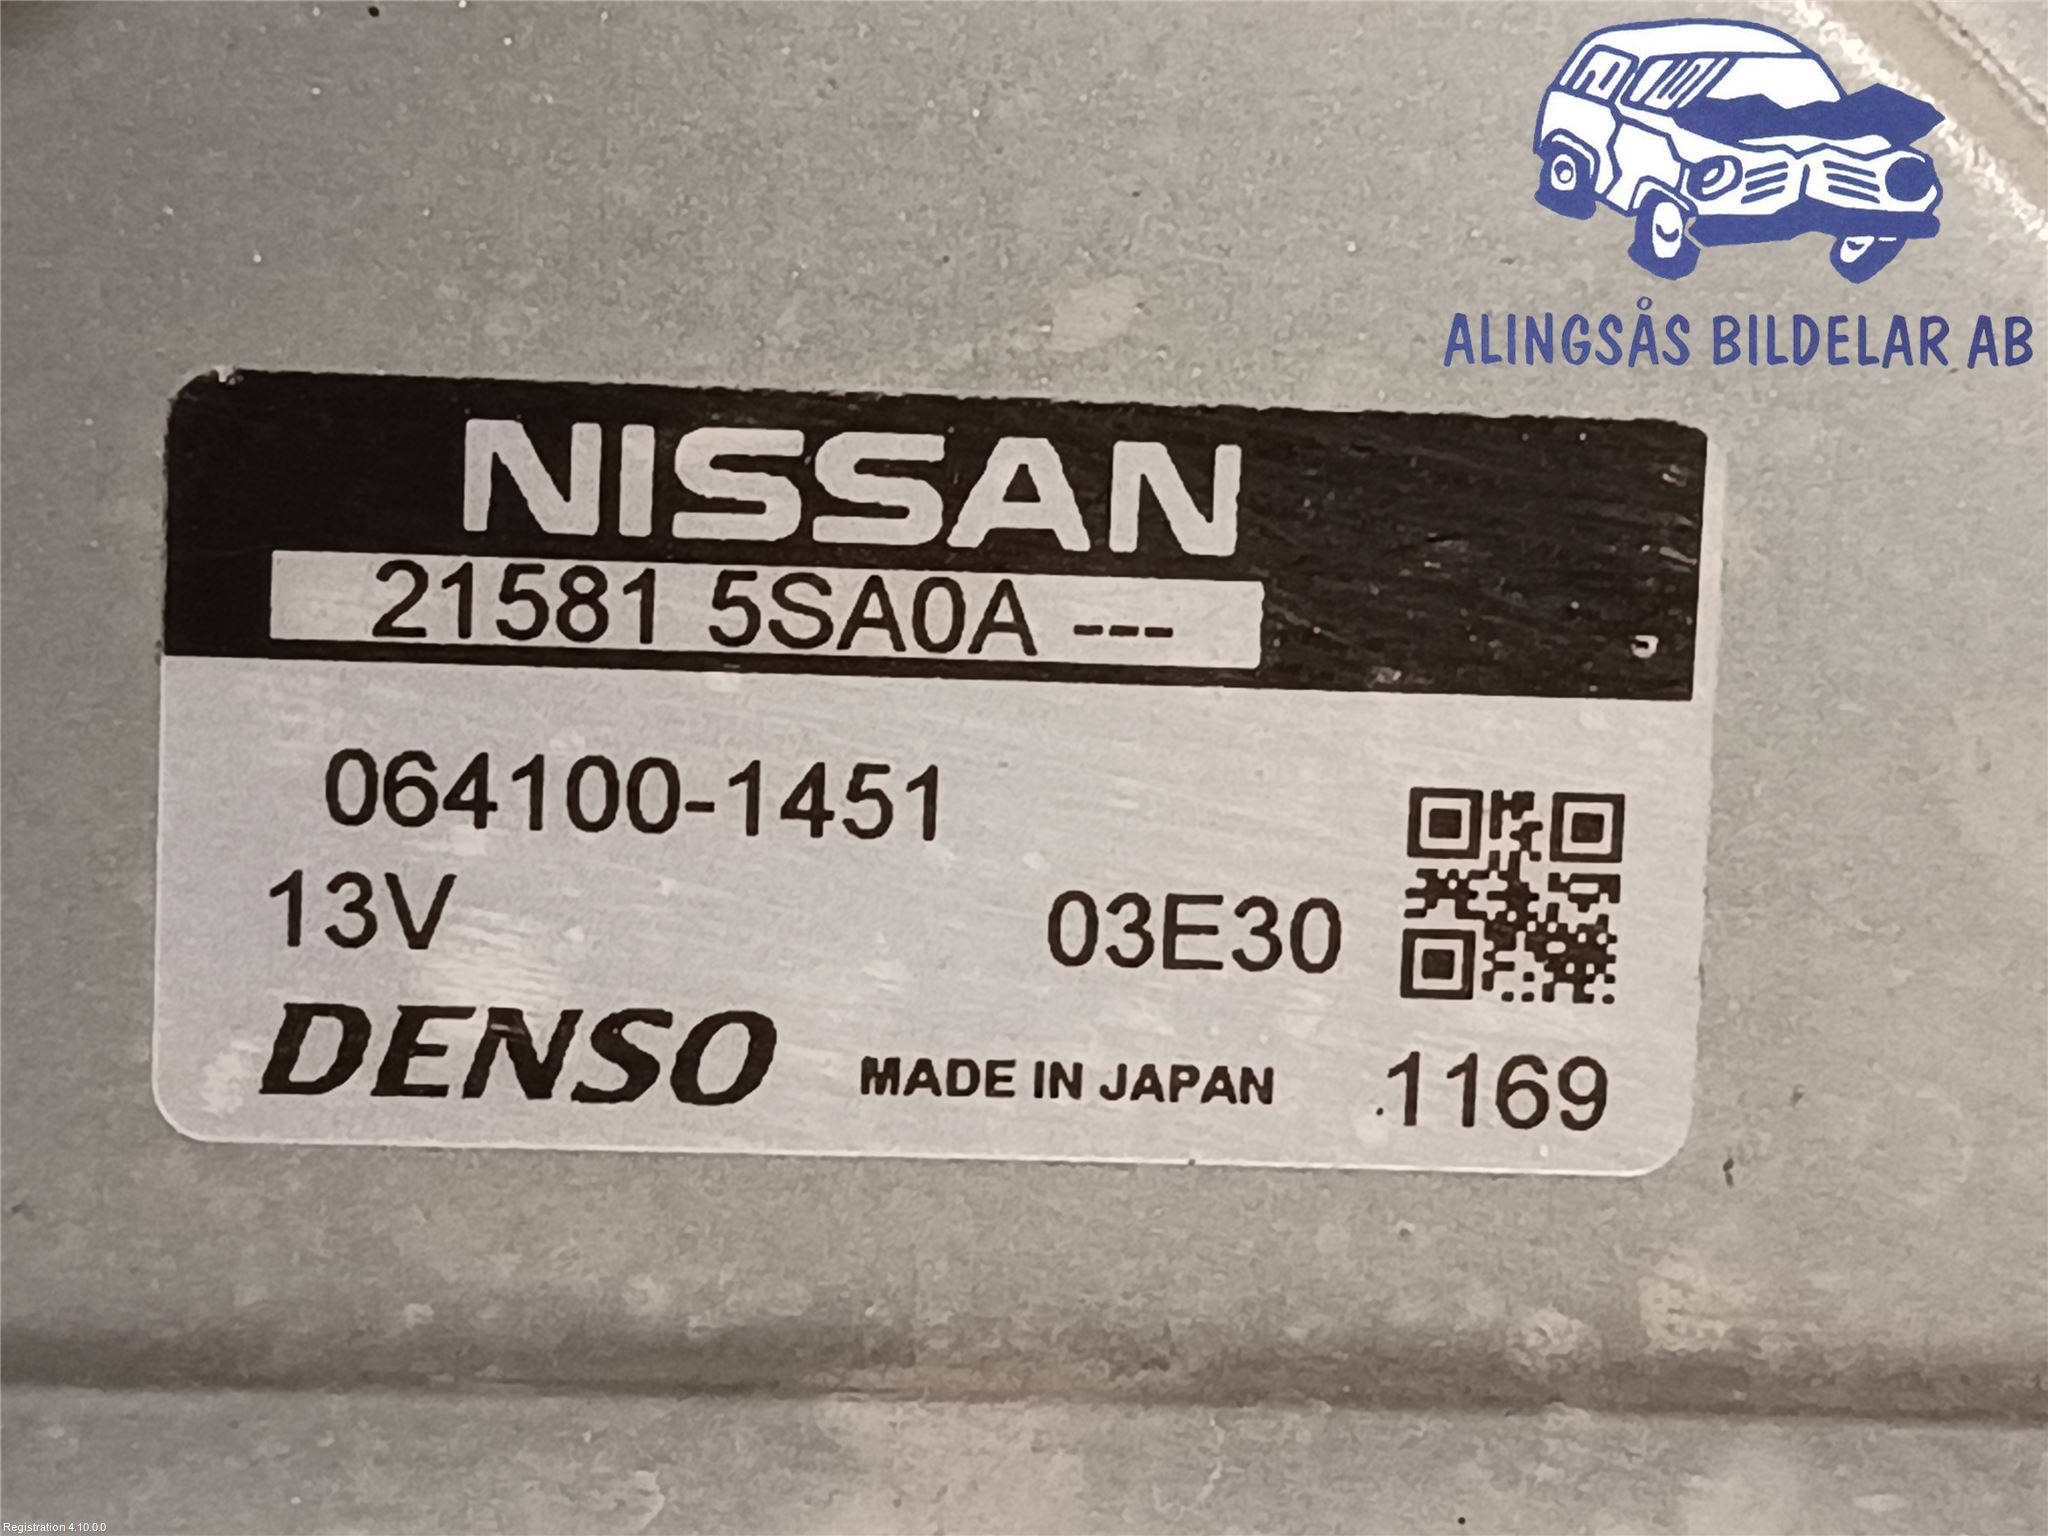 ALINGSÅS BILDELAR AB
NISSAN
21581 5SA0A ---
064100-1451
13V
03E30
DENSO
MADE IN JAPAN
1169
Registration 4.10.0.0